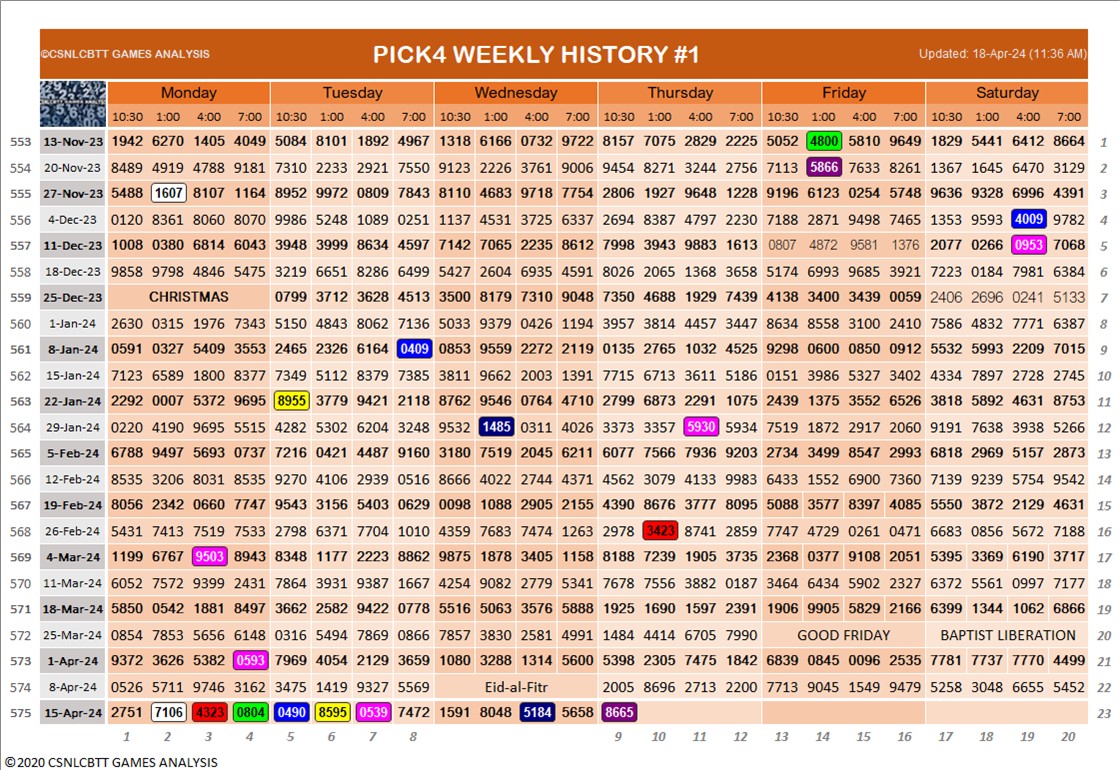 ©CSNLCBTT GAMES ANALYSIS PICK4 WEEKLY HISTORY #1 Updated: 18-Apr-24 (11:36 AM)
Monday Tuesday Wednesday Thursday Friday Saturday
10:30 1:00 4:00 7:00 10:30 1:00 4:00 8:00 10:30 1:00 4:00 7:00 10:30 1:00 4:00 7:00 10:30 1:00 4:00 7:00 10:30 1:00 4:00 7:00
553 13-Nov-23 1942 6270 1405 4049 5084 8101 1892 4967 1318 6166 0732 9722 8157 7075 2829 2225 5052 4800 5810 9649 1829 5441 6412 8664 1
554 20-Nov-23 8489 4919 4788 9181 7310 2233 2921 7550 9123 2226 3761 9006 9454 8271 3244 2756 7113 5866 7633 8261 1367 1645 6470 3129 2
555 27-Nov-23 5488 1607 8107 1164 8952 9972 0809 7843 8110 4683 9718 7754 2806 1927 9648 1228 9196 6123 0254 5748 9636 9328 6996 4391 3
556 4-Dec-23 0120 8361 8060 8070 9986 5248 1089 0251 1137 4531 3725 6337 2694 8387 4797 2230 7188 2871 9498 7465 1353 9593 4009 9782 4
557 11-Dec-23 1008 0380 6814 6043 3948 3999 8634 4597 7142 7065 2235 8612 7998 3943 9883 1613 0807 4872 9581 1376 2077 0266 0953 7068 5
558 18-Dec-23 9858 9798 4846 5475 3219 6651 8286 6499 5427 2604 6935 4591 8026 2065 1368 3658 5174 6993 9685 3921 7223 0184 7981 6384 6
559 25-Dec-23 CHRISTMAS 0799 3712 3628 4513 3500 8179 7310 9048 7350 4688 1929 7439 4138 3400 3439 0059 2406 2696 0241 5133 7
560 1-Jan-24 2630 0315 1976 7343 5150 4843 8062 7136 5033 9379 0426 1194 3957 3814 4457 3447 8634 8558 3100 2410 7586 4832 7771 6387 8
561 8-Jan-24 0591 0327 5409 3553 2465 2326 6164 0409 0853 9559 2272 2119 0135 2765 1032 4525 9298 0600 5150 0912 5532 5993 2209 7015 9
562 15-Jan-24 7123 6589 1800 8377 7349 5112 8379 7385 3811 9662 2003 1391 7715 6713 3611 5186 0151 3986 5327 3402 4334 7897 2728 2745 10
563 22-Jan-24 2292 0007 5372 9695 8955 3779 9421 2118 8762 9546 0764 4710 2799 6873 2291 1075 2439 1375 3552 6526 3818 5892 4631 8753 11
564 29-Jan-24 0220 4190 9695 5515 4282 5302 6204 3248 9532 1485 0311 4026 3373 3357 5930 5934 7519 1872 2917 2060 9191 7638 3938 5266 12
565 5-Feb-24 6788 9497 5693 0737 7216 0421 4487 9160 3180 7519 2045 6211 6077 7566 7936 9203 2734 3499 8547 2993 6818 2969 5157 2873 13
566 12-Feb-24 8535 3206 8031 8535 9270 4106 2939 0516 8666 4022 2744 4371 4562 3079 4133 9983 6433 1552 6900 7360 7139 9239 5754 9542 14
567 19-Feb-24 8056 2342 0660 7747 9543 3156 5403 0629 0098 1088 2905 2155 4390 8676 3777 8095 5088 3577 8397 4085 5550 3872 2129 4631 15
568 26-Feb-24 5431 7413 7519 7533 2798 6371 7704 1010 4359 7683 7474 1263 2978 3423 8741 2859 7747 4729 0261 0471 6683 0856 5672 7188 16
569 4-Mar-24 1199 6767 9503 8943 8348 1177 2223 8862 9875 1878 3405 1158 8188 7239 1905 3735 2368 0377 9108 2451 5395 3369 6190 3717 17
570 11-Mar-24 6052 7572 9399 2431 7864 3931 9387 1667 4254 9082 2779 5341 7678 7556 3882 0187 3464 6434 5902 2327 6372 5561 0997 7177 18
571 18-Mar-24 5850 0542 1881 8497 3662 2582 9422 0778 5516 5063 3576 5888 1925 1690 1597 2391 1906 9905 5829 2166 6399 1344 1062 6866 19
572 25-Mar-24 0854 7853 5656 6148 0316 5494 7869 0866 7857 3830 2581 4991 1484 4414 6705 7990 GOOD FRIDAY BAPTIST LIBERATION 20
573 1-Apr-24 9372 3626 5382 0593 7969 4054 2129 3659 1080 3288 1314 5600 5398 2305 7475 1842 6839 0845 0096 2535 7781 7737 7770 4499 21
574 8-Apr-24 0526 5711 9746 3162 3475 1419 9327 5569 Eid-al-Fitr 2005 8696 2713 2200 7713 9045 1549 9479 5258 3048 6655 5452 22
575 15-Apr-24 2751 7106 4323 0804 0490 8595 0539 7472 1591 8048 5184 5658 8665 23
1 2 3 4 5 6 7 8 9 10 11 12 13 14 15 16 17 18 19 20
©2020 CSNLCBTT GAMES ANALYSIS